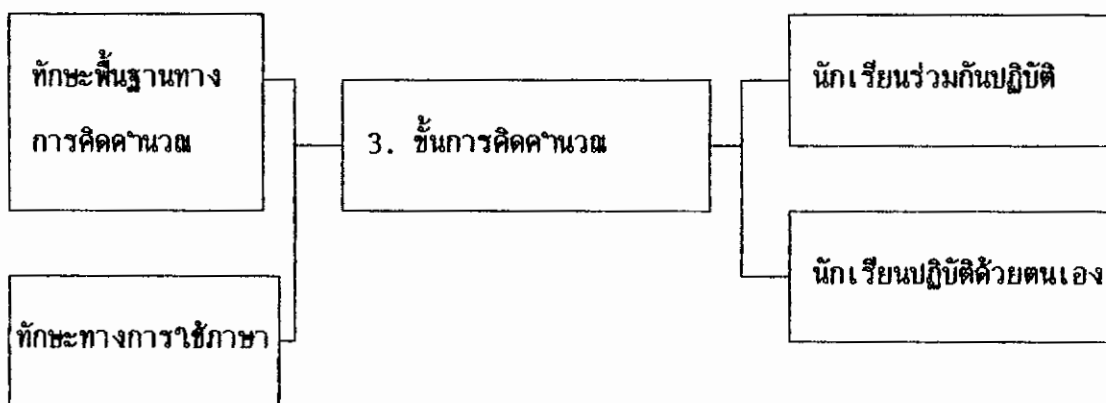 ทักษะพื้นฐานทาง
การคิดคำนวณ
ทักษะทางการใช้ภาษา
3. ขั้นการคิดคำนวณ
นักเรียนร่วมกันปฏิบัติ
นักเรียนปฏิบัติด้วยตนเอง